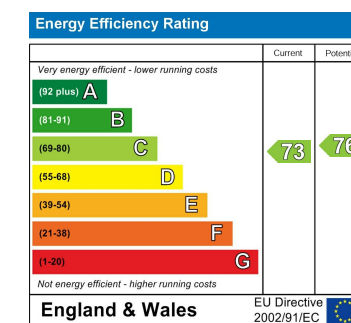 Energy Efficiency Rating
Current
Very energy efficient - lower running costs
(92 plus) A
(81-91) B
(69-80) C
73
76
(55-68) D
(39-54) E
(21-38) F
(1-20) G
Not energy efficient - higher running costs
England & Wales
EU Directive
2002/91/EC